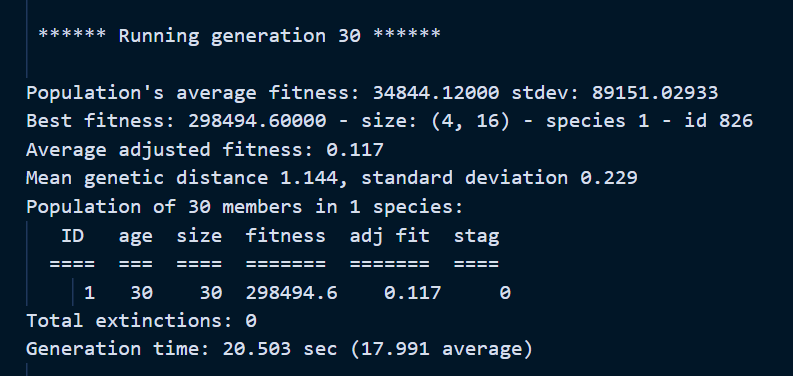 ****** Running generation 30 ******
Population's average fitness: 34844.12000 stdev: 89151.02933
Best fitness: 298494.60000 - size: (4, 16) - species 1 - id 826
Average adjusted fitness: 0.117
Mean genetic distance 1.144, standard deviation 0.229
Population of 30 members in 1 species:
ID age size fitness adj fit stag
==== === ==== ======= ======= ====
1 30 30 298494.6 0.117 0
Total extinctions: 0
Generation time: 20.503 sec (17.991 average)